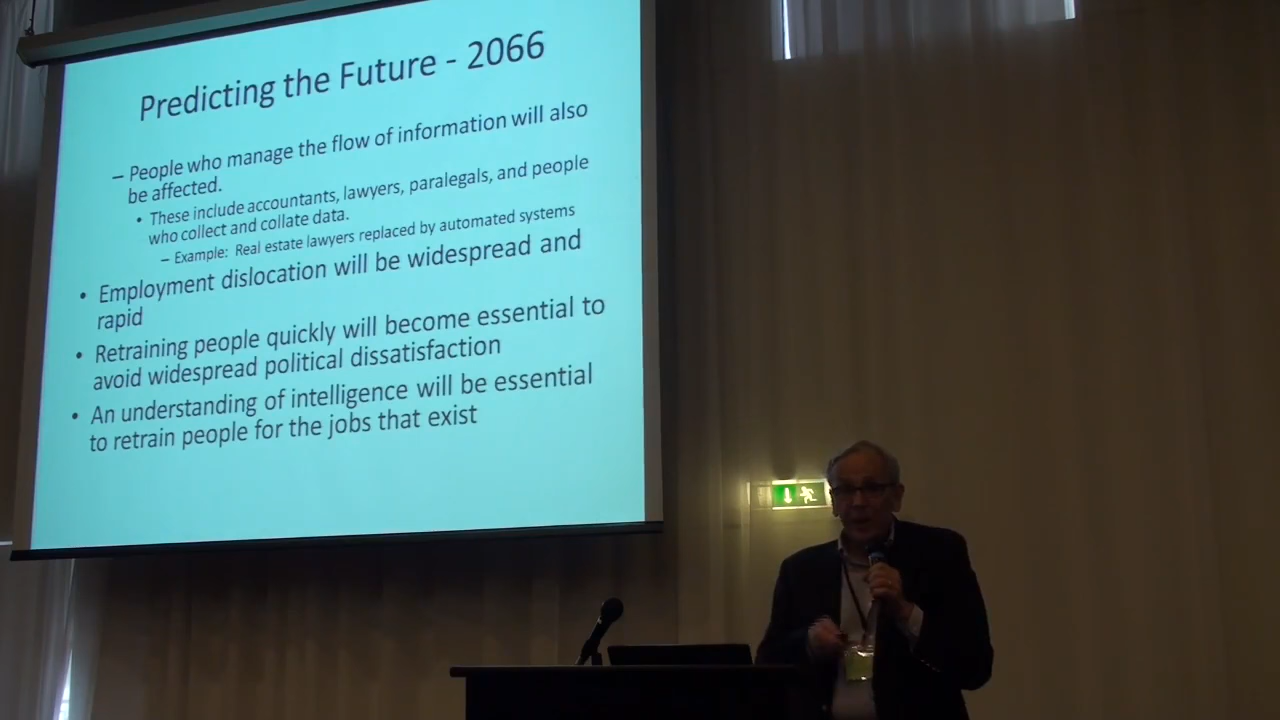 Predicting the Future - 2066
– People who manage the flow of information will also
be affected.
• These include accountants, lawyers, paralegals, and people
who collect and collate data.
– Example: Real estate lawyers replaced by automated systems
• Employment dislocation will be widespread and
rapid
• Retraining people quickly will become essential to
avoid widespread political dissatisfaction
• An understanding of intelligence will be essential
to retrain people for the jobs that exist